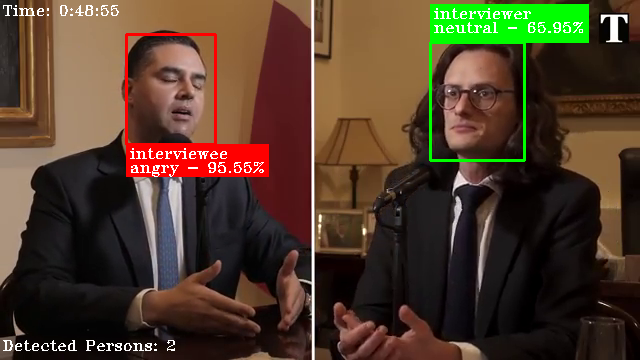 Time: 0:48:55
interviewer
neutral - 65.95%
T
interviewee
angry - 95.55%
Detected Persons: 2